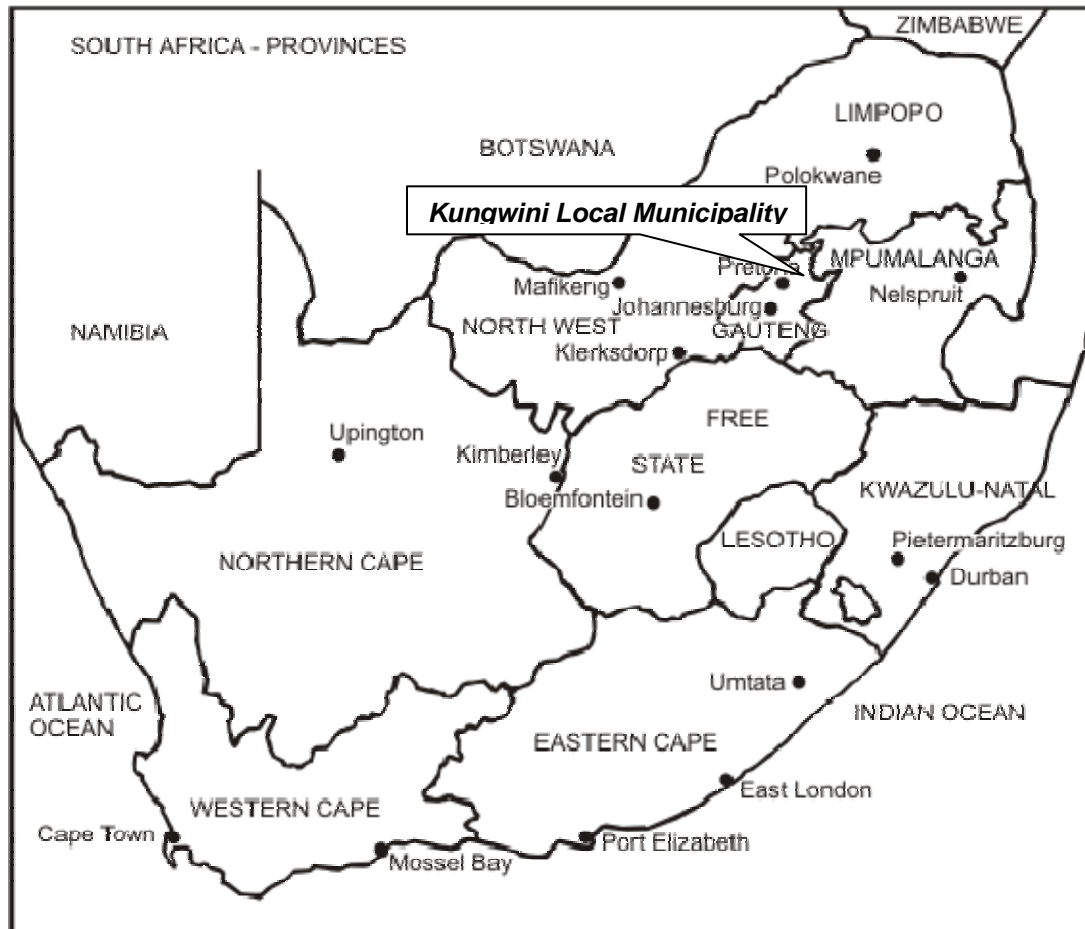 SOUTH AFRICA - PROVINCES
ZIMBABWE
LIMPOPO
BOTSWANA
Polokwane
Kungwini Local Municipality
MPUMALANGA
Pretoria
Mafikeng
Nelspruit
Johannesburg
NAMIBIA
NORTH WEST
GAUTENG
Klerksdorp
FREE
STATE
Upington
Kimberley
Bloemfontein
KWAZULU-NATAL
LESOTHO
Pietermaritzburg
NORTHERN CAPE
Durban
Umtata
ATLANTIC
OCEAN
INDIAN OCEAN
EASTERN CAPE
East London
WESTERN CAPE
Cape Town
Port Elizabeth
Mossel Bay